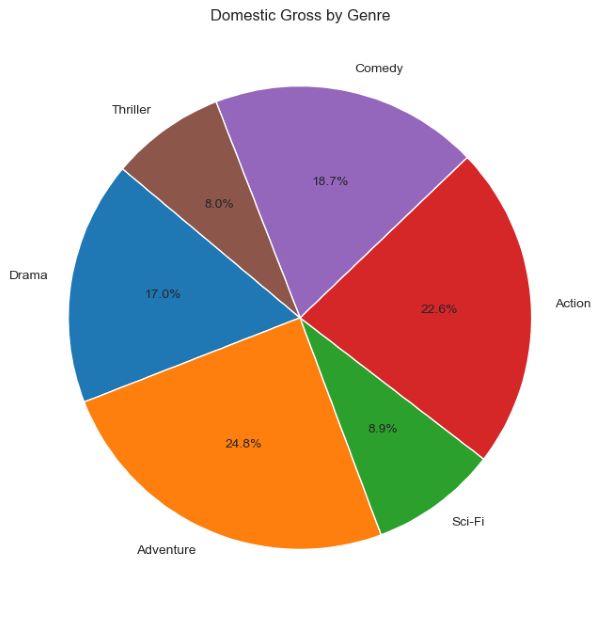 Domestic Gross by Genre
Comedy
Thriller
18.7%
8.0%
Drama
17.0%
Action
22.6%
8.9%
24.8%
Sci-Fi
Adventure